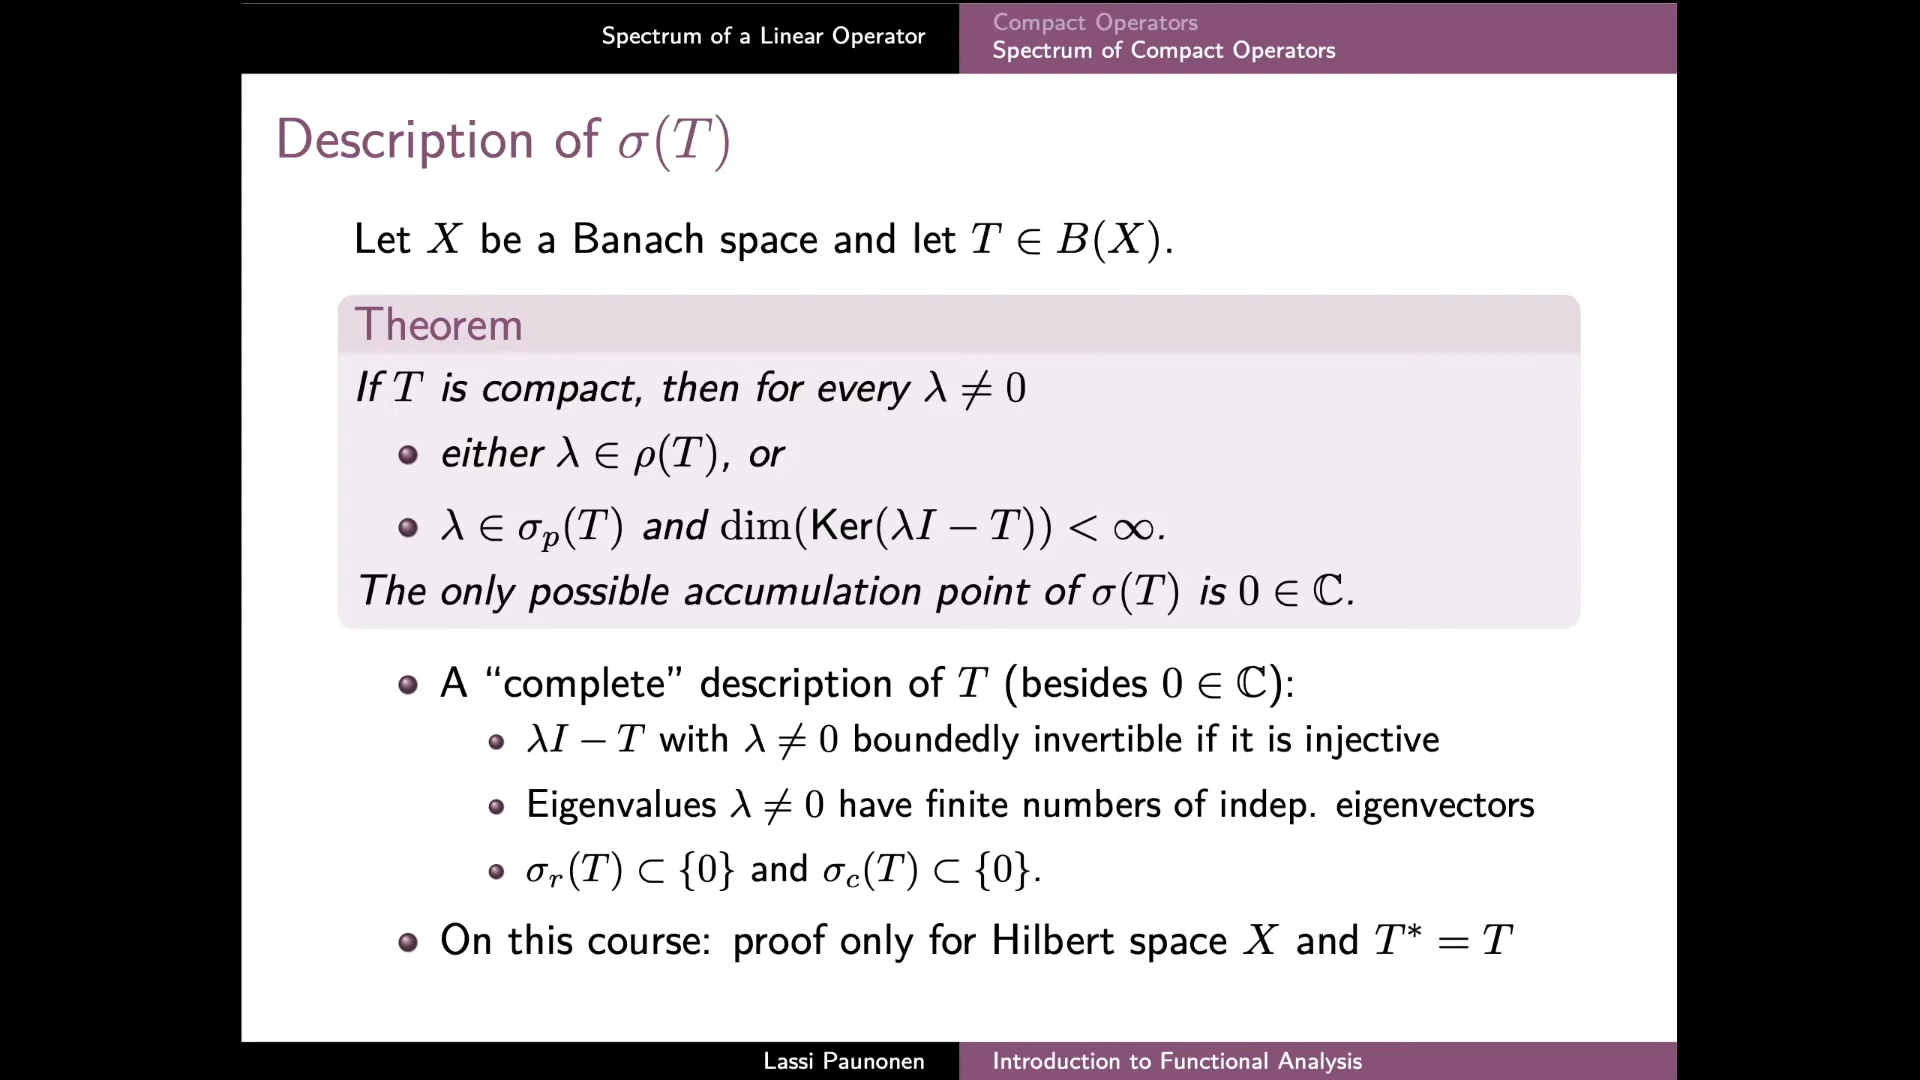 Spectrum of a Linear Operator
Compact Operators
Spectrum of Compact Operators
Description of σ(T)
Let X be a Banach space and let T ∈ B(X).
Theorem
If T is compact, then for every λ ≠ 0
either λ ∈ ρ(T), or
λ ∈ σₚ(T) and dim(Ker(λI − T)) < ∞.
The only possible accumulation point of σ(T) is 0 ∈ ℂ.
A “complete” description of T (besides 0 ∈ ℂ):
λI − T with λ ≠ 0 boundedly invertible if it is injective
Eigenvalues λ ≠ 0 have finite numbers of indep. eigenvectors
σ_r(T) ⊂ {0} and σ_c(T) ⊂ {0}.
On this course: proof only for Hilbert space X and T* = T
Lassi Paunonen
Introduction to Functional Analysis